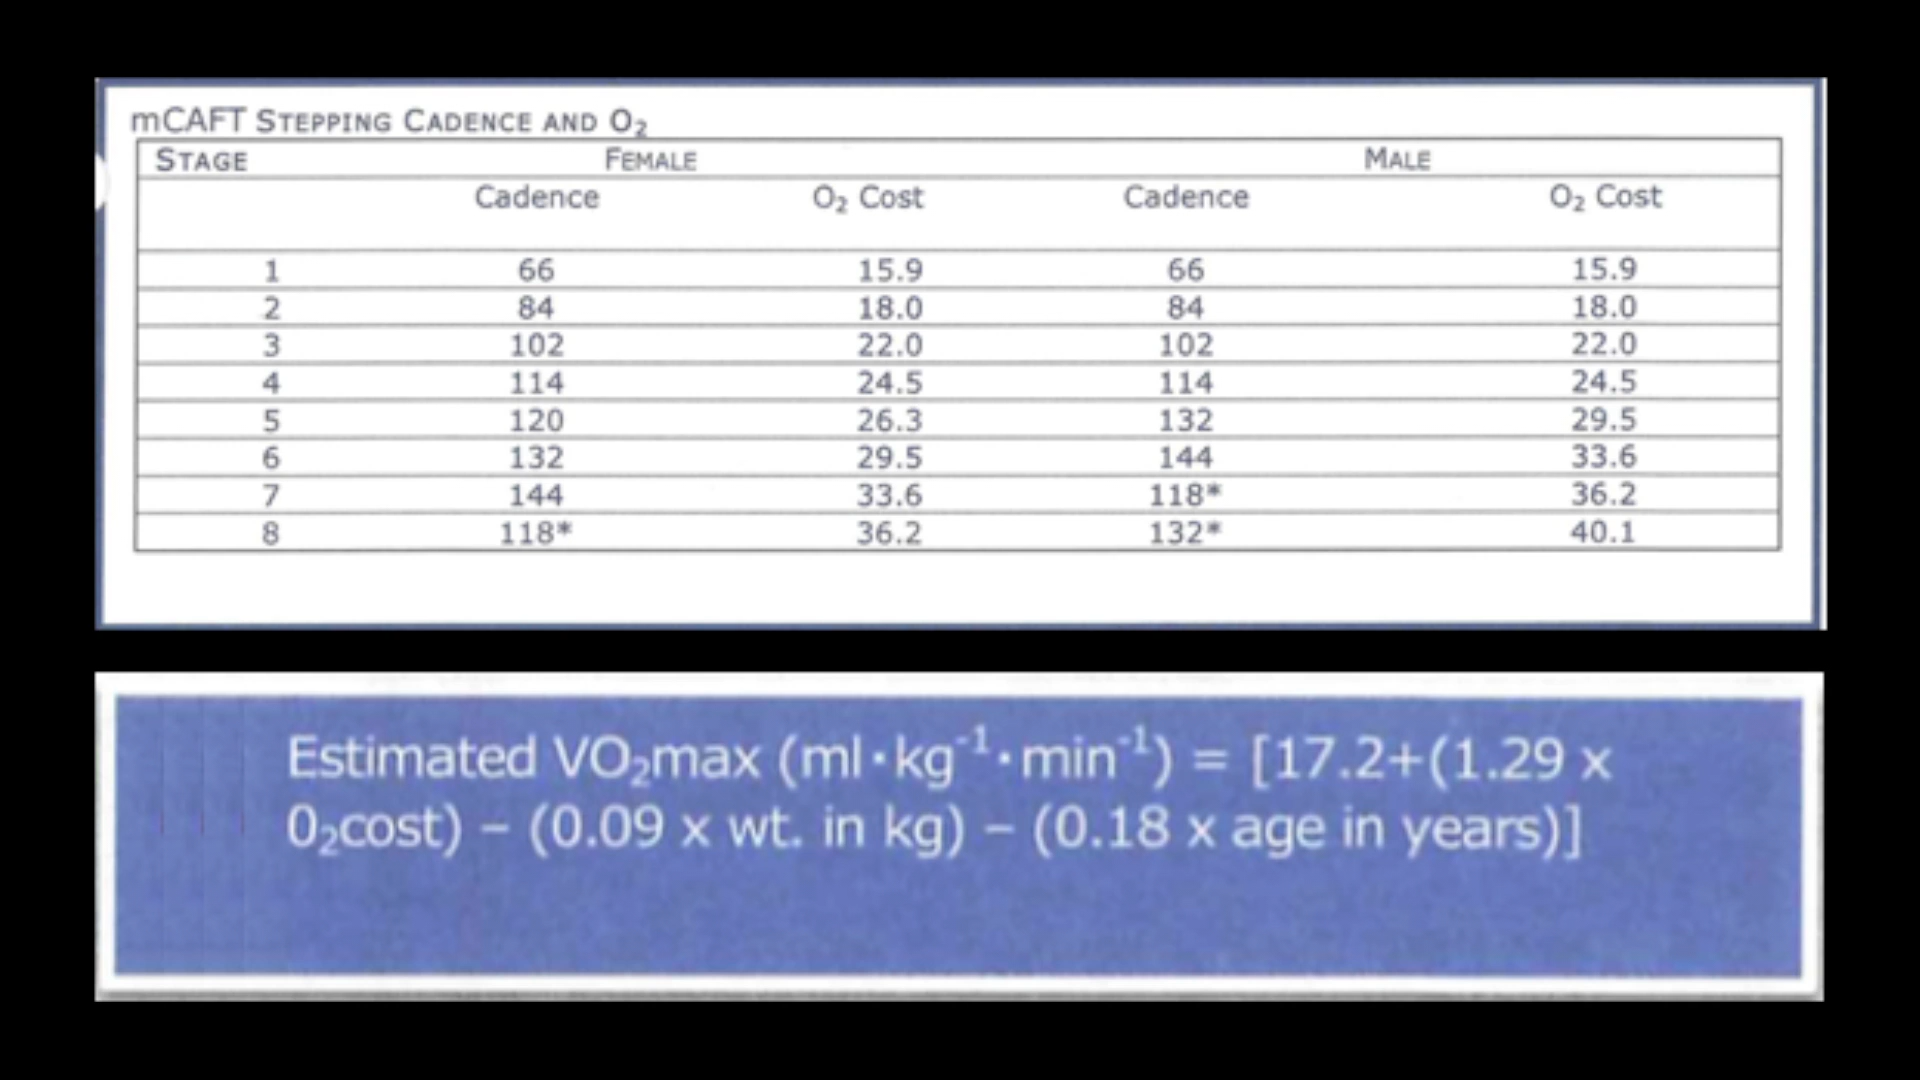 mCAFT STEPPING CADENCE AND O₂
STAGE FEMALE MALE
Cadence O₂ Cost Cadence O₂ Cost
1 66 15.9 66 15.9
2 84 18.0 84 18.0
3 102 22.0 102 22.0
4 114 24.5 114 24.5
5 120 26.3 132 29.5
6 132 29.5 144 33.6
7 144 33.6 118* 36.2
8 118* 36.2 132* 40.1
Estimated VO₂max (ml·kg⁻¹·min⁻¹) = [17.2+(1.29 x
0₂cost) – (0.09 x wt. in kg) – (0.18 x age in years)]